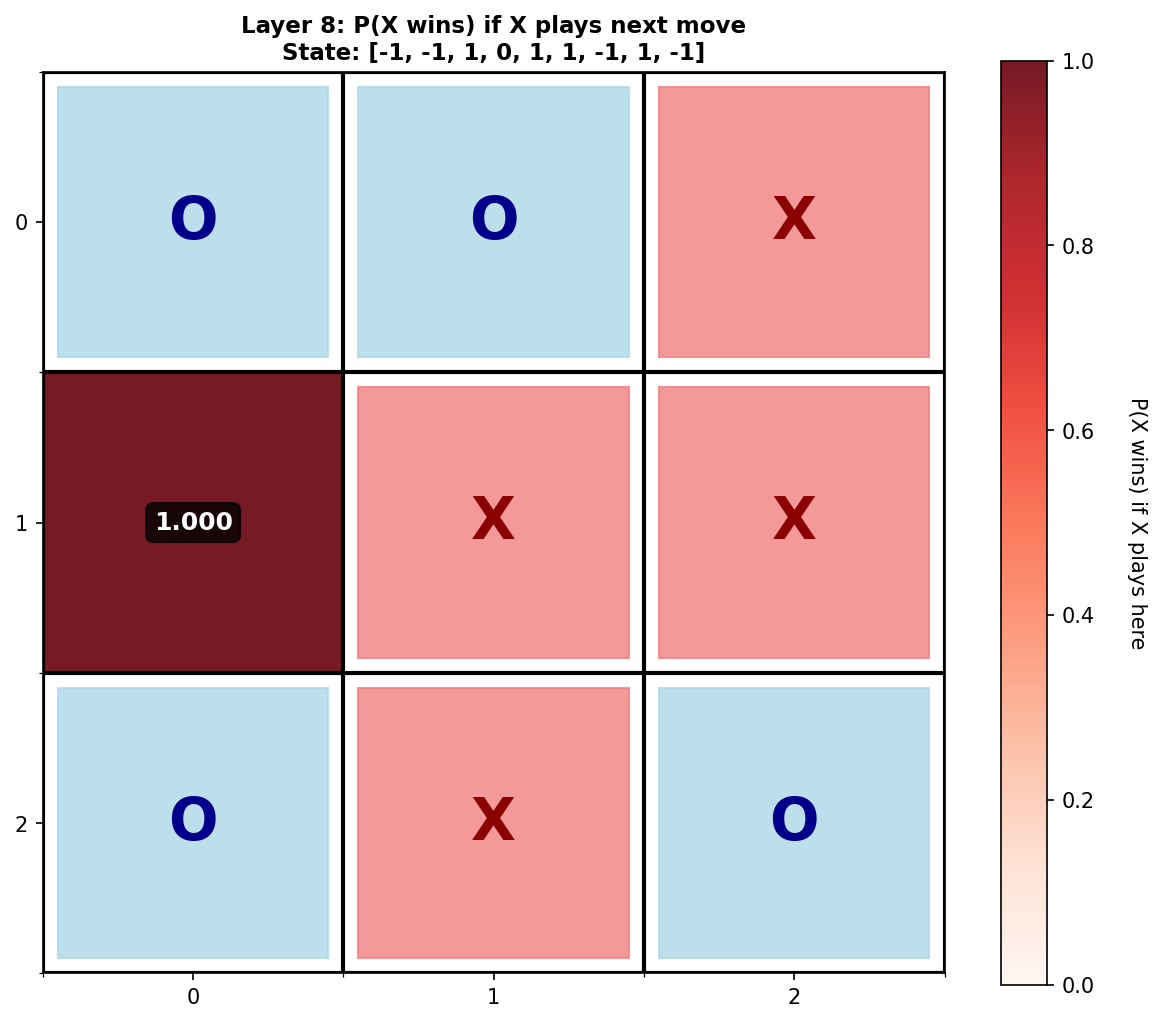 Layer 8: P(X wins) if X plays next move
State: [-1, -1, 1, 0, 1, 1, -1, 1, -1]
O O X
1.000 X X
O X O
0
1
2
0 1 2
1.0
0.8
0.6
0.4
0.2
0.0
P(X wins) if X plays here